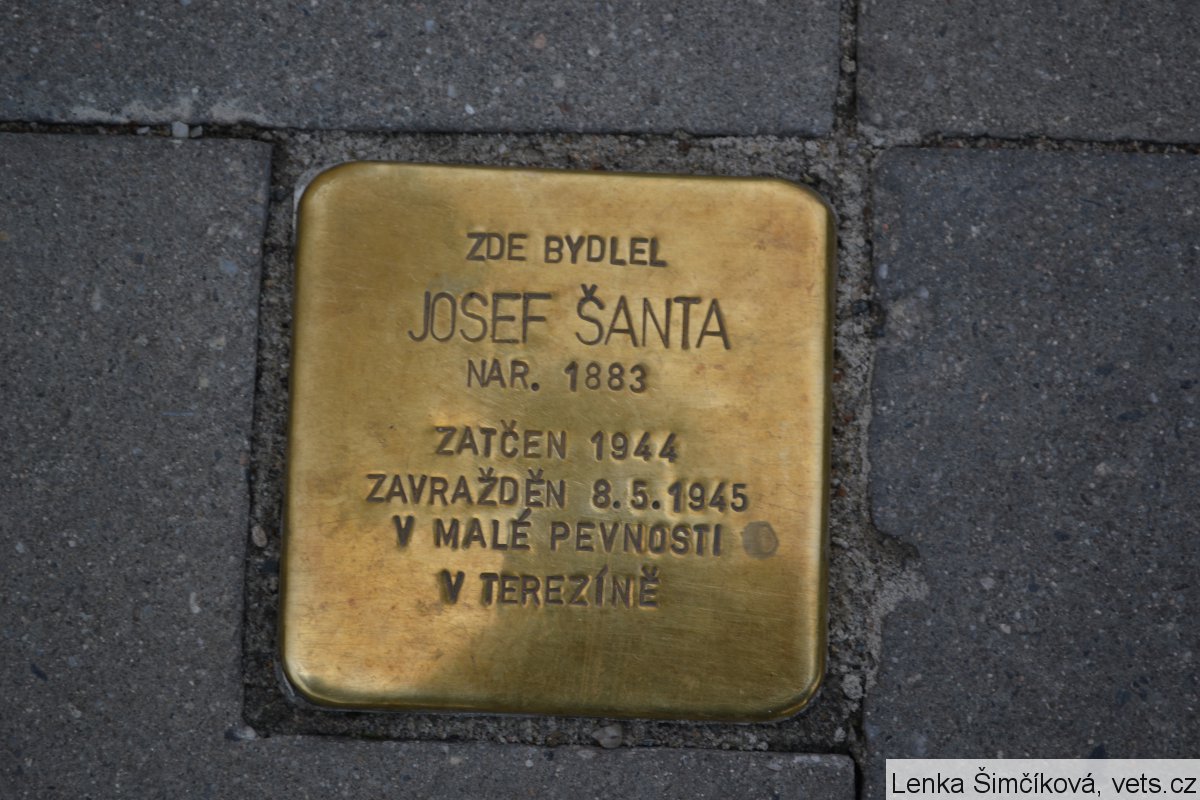 ZDE BYDLEL
JOSEF ŠANTA
NAR. 1883
ZATČEN 1944
ZAVRAŽDĚN 8.5.1945
V MALÉ PEVNOSTI
V TEREZÍNĚ
Lenka Šimčíková, vets.cz